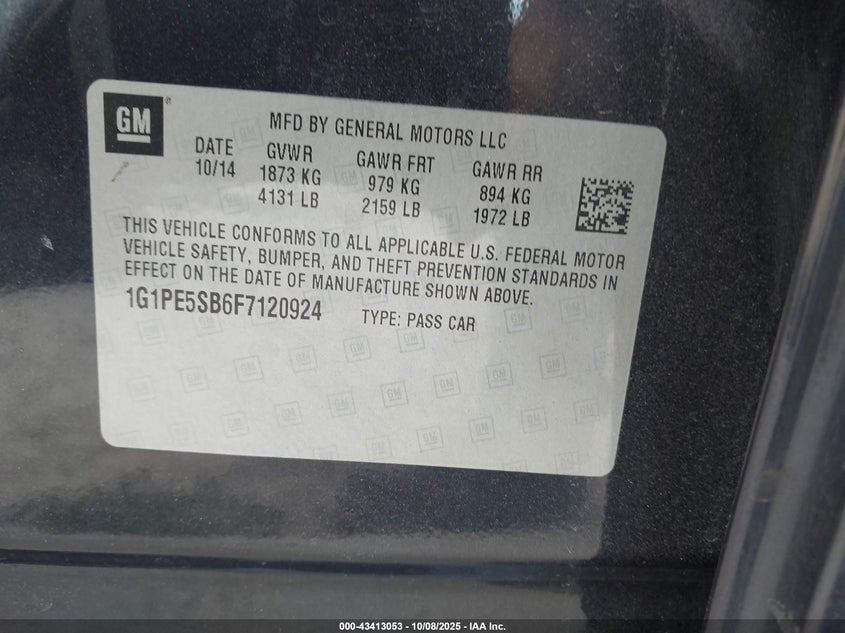 GM
MFD BY GENERAL MOTORS LLC
DATE GVWR GAWR FRT GAWR RR
10/14 1873 KG 979 KG 894 KG
4131 LB 2159 LB 1972 LB
THIS VEHICLE CONFORMS TO ALL APPLICABLE U.S. FEDERAL MOTOR
VEHICLE SAFETY, BUMPER, AND THEFT PREVENTION STANDARDS IN
EFFECT ON THE DATE OF MANUFACTURE SHOWN ABOVE.
1G1PE5SB6F7120924 TYPE: PASS CAR
000-43413053 - 10/08/2025 - IAA Inc.